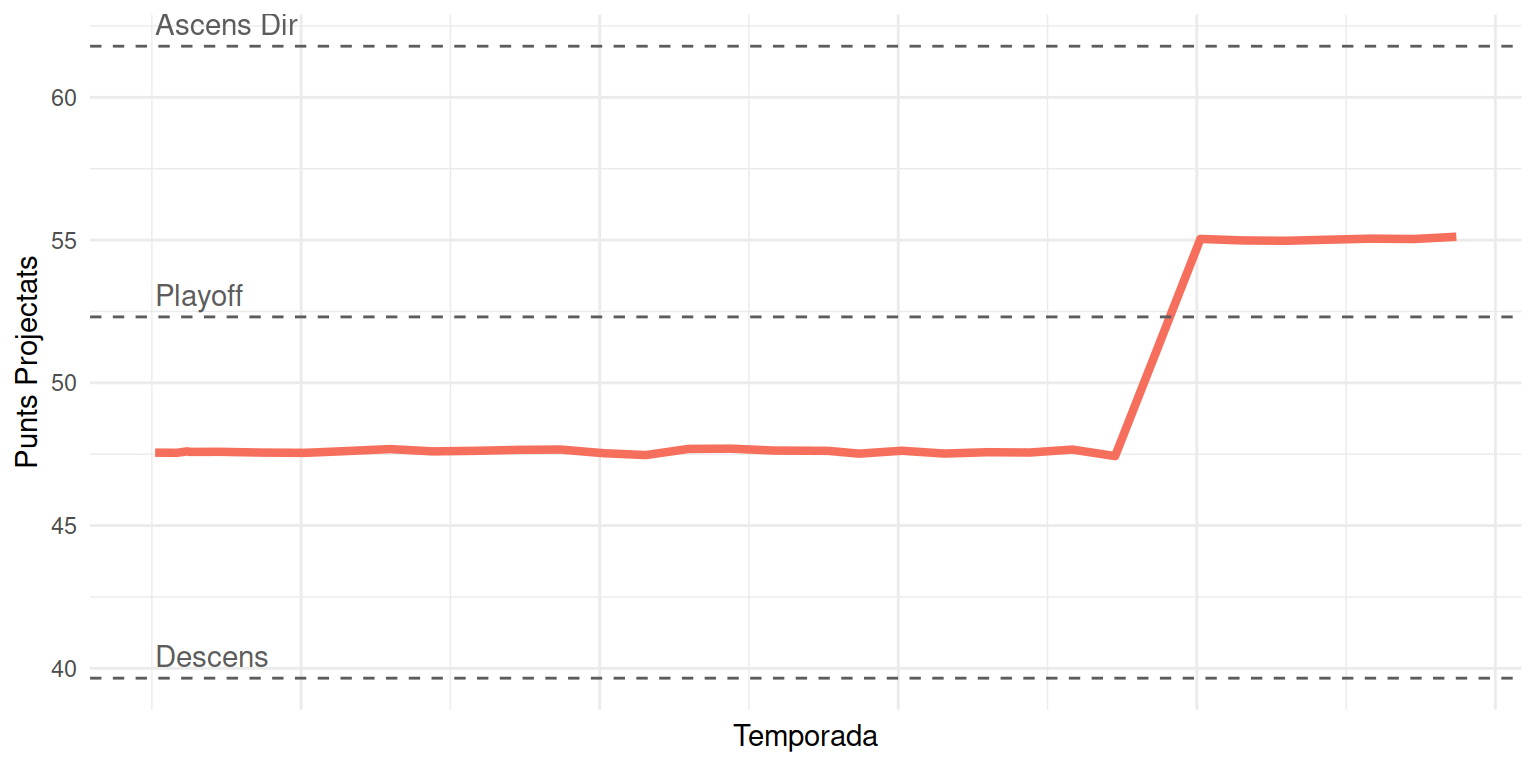 Ascens Dir
60
55
Playoff
50
45
Descens
40
Punts Projectats
Temporada